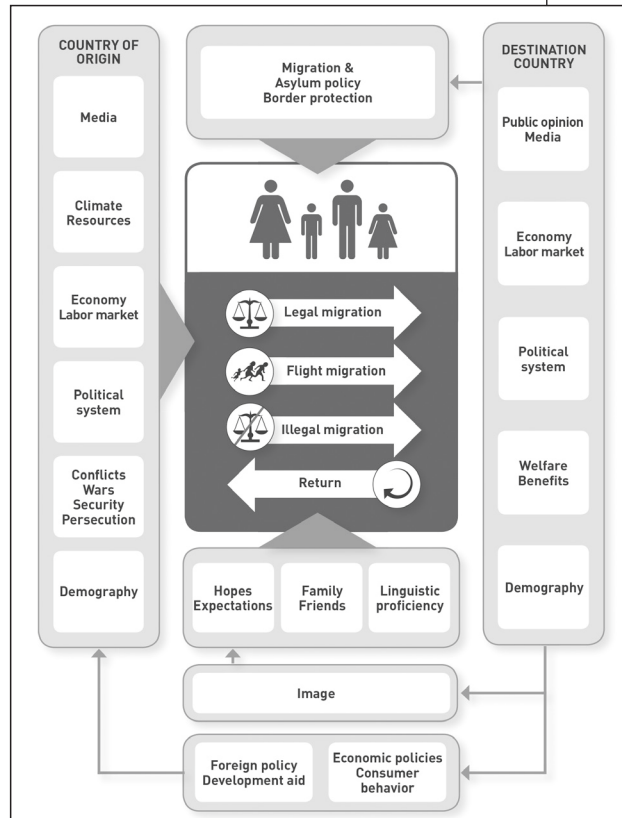 COUNTRY OF
ORIGIN
Media
Climate
Resources
Economy
Labor market
Political
system
Conflicts
Wars
Security
Persecution
Demography
Migration &
Asylum policy
Border protection
Legal migration
Flight migration
Illegal migration
Return
Hopes
Expectations
Family
Friends
Linguistic
proficiency
Image
Foreign policy
Development aid
Economic policies
Consumer
behavior
DESTINATION
COUNTRY
Public opinion
Media
Economy
Labor market
Political
system
Welfare
Benefits
Demography